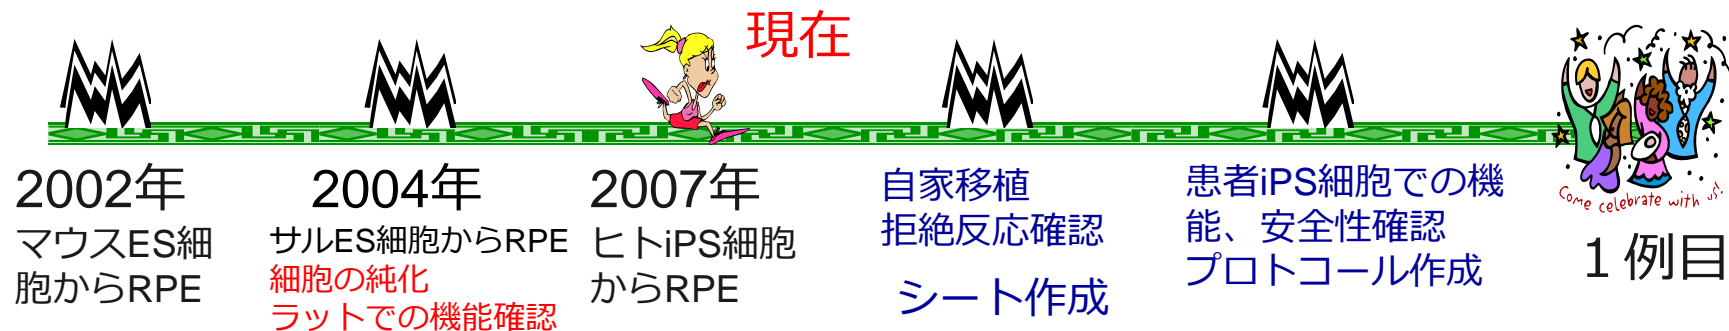 現在
2002年
マウスES細
胞からRPE
2004年
サルES細胞からRPE
細胞の純化
ラットでの機能確認
2007年
ヒトiPS細胞
からRPE
自家移植
拒絶反応確認
シート作成
患者iPS細胞での機
能、安全性確認
プロトコール作成
Come celebrate with us!
１例目